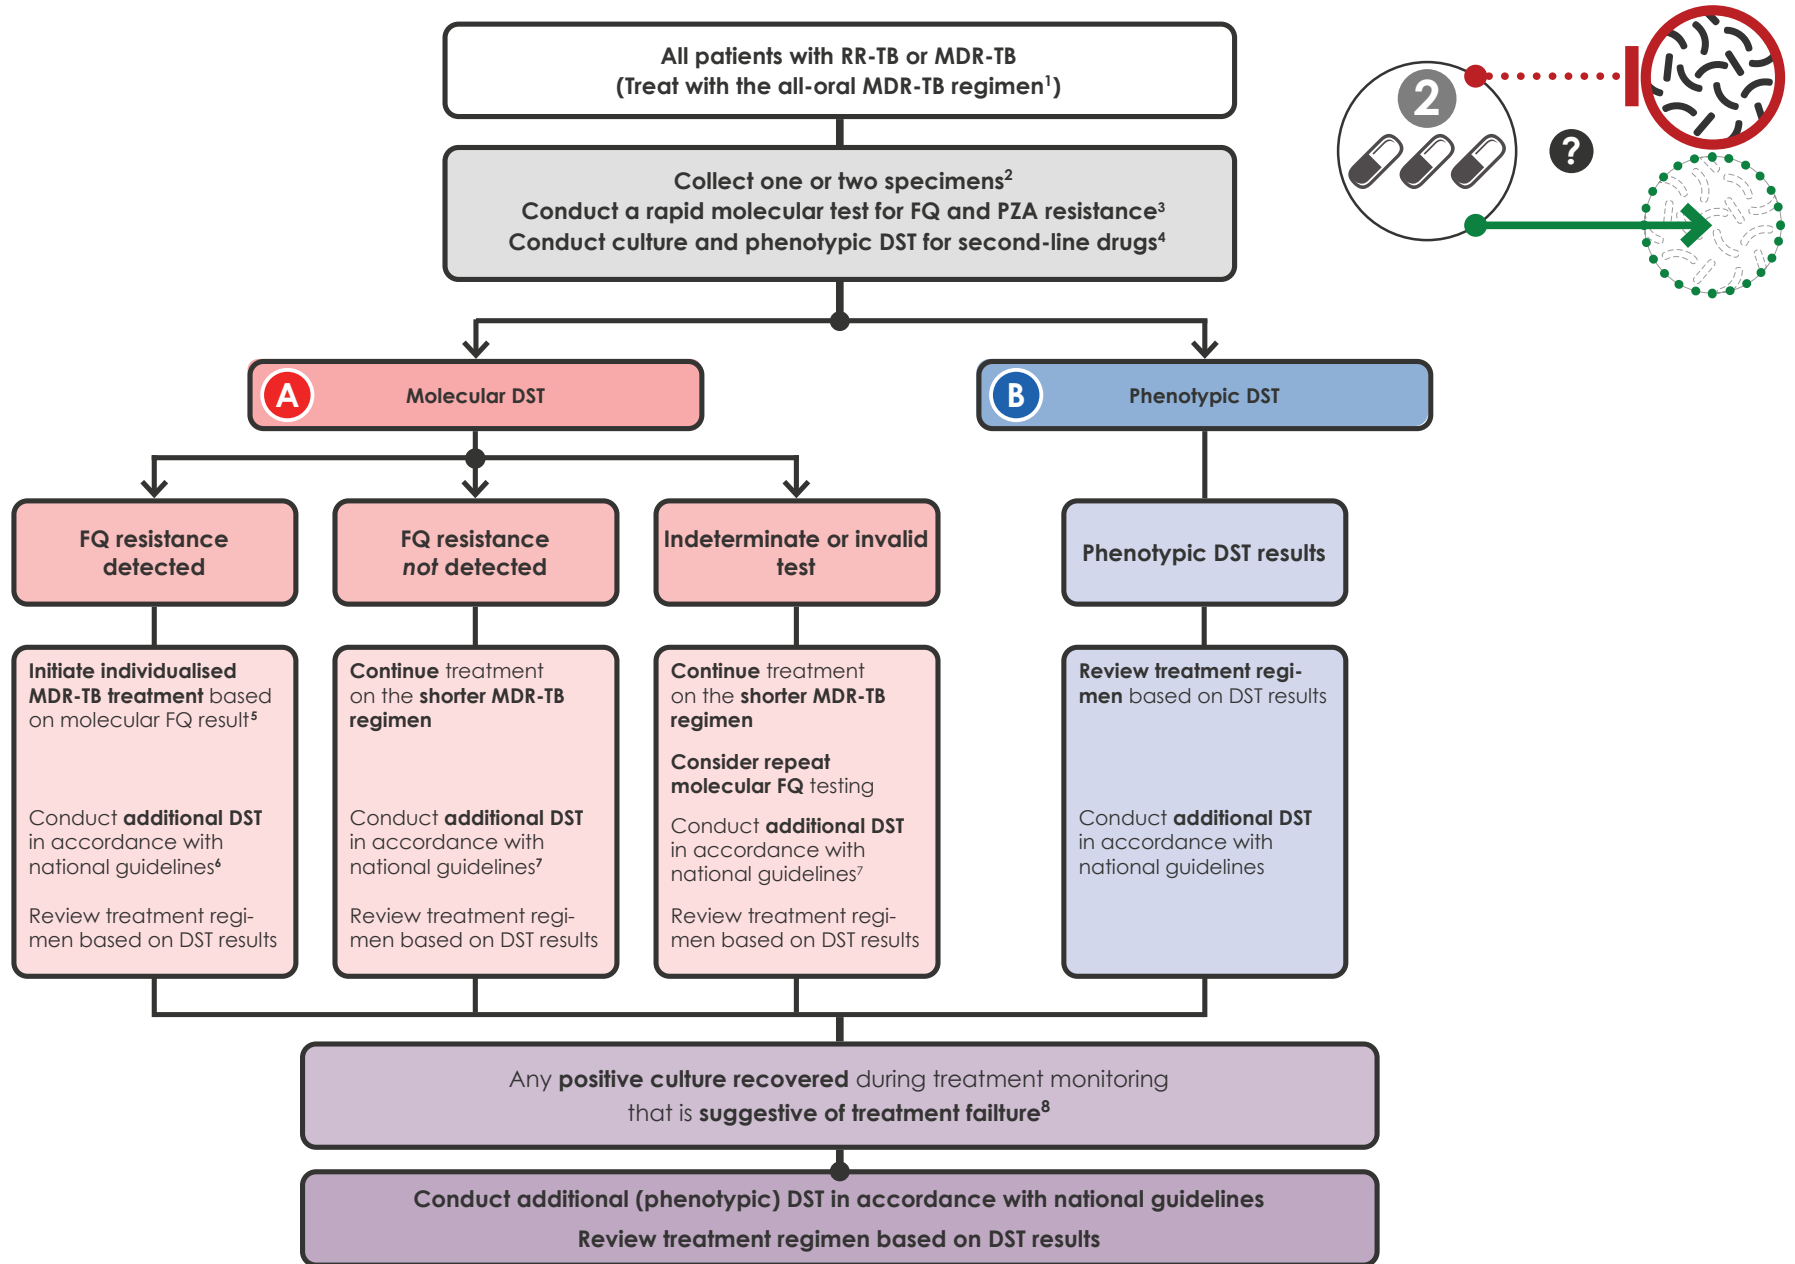 All patients with RR-TB or MDR-TB
(Treat with the all-oral MDR-TB regimen¹)
2
?
Collect one or two specimens²
Conduct a rapid molecular test for FQ and PZA resistance³
Conduct culture and phenotypic DST for second-line drugs⁴
A
Molecular DST
B
Phenotypic DST
FQ resistance
detected
FQ resistance
not detected
Indeterminate or invalid
test
Phenotypic DST results
Initiate individualised
MDR-TB treatment based
on molecular FQ result⁵
Conduct additional DST
in accordance with
national guidelines⁶
Review treatment regi-
men based on DST results
Continue treatment
on the shorter MDR-TB
regimen
Conduct additional DST
in accordance with
national guidelines⁷
Review treatment regi-
men based on DST results
Continue treatment
on the shorter MDR-TB
regimen
Consider repeat
molecular FQ testing
Conduct additional DST
in accordance with
national guidelines⁷
Review treatment regi-
men based on DST results
Review treatment regi-
men based on DST results
Conduct additional DST
in accordance with
national guidelines
Any positive culture recovered during treatment monitoring
that is suggestive of treatment failture⁸
Conduct additional (phenotypic) DST in accordance with national guidelines
Review treatment regimen based on DST results